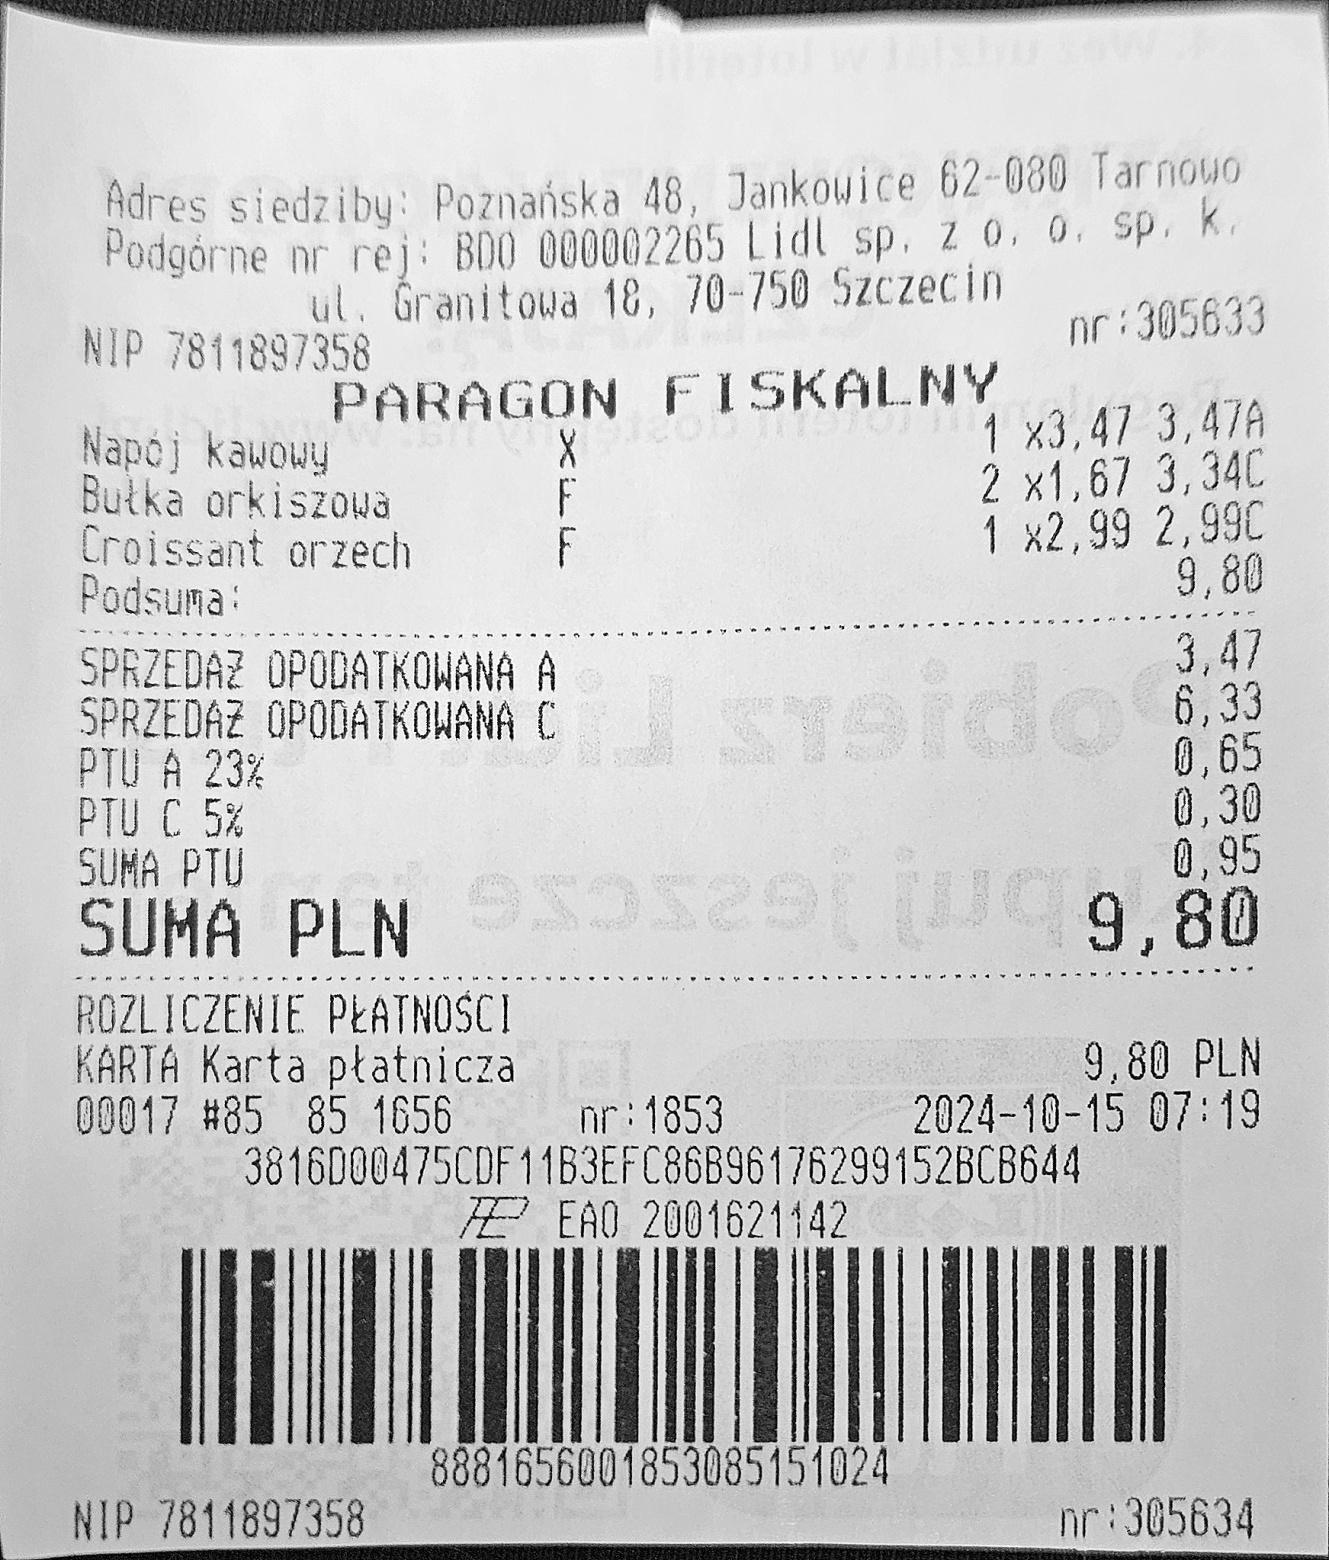 Adres siedziby: Poznańska 48, Jankowice 62-080 Tarnowo
Podgórne nr rej: BDO 000002265 Lidl sp. z o. o. sp. k.
ul. Granitowa 18, 70-750 Szczecin
NIP 7811897358 nr:305633
PARAGON FISKALNY
Napój kawowy X 1 x3,47 3,47A
Bułka orkiszowa F 2 x1,67 3,34C
Croissant orzech F 1 x2,99 2,99C
Podsuma: 9,80
SPRZEDAŻ OPODATKOWANA A 3,47
SPRZEDAŻ OPODATKOWANA C 6,33
PTU A 23% 0,65
PTU C 5% 0,30
SUMA PTU 0,95
SUMA PLN 9,80
ROZLICZENIE PŁATNOŚCI
KARTA Karta płatnicza 9,80 PLN
00017 #85 85 1656 nr:1853 2024-10-15 07:19
3816D00475CDF11B3EFC86B96176299152BCB644
EAO 2001621142
8881656001853085151024
NIP 7811897358 nr:305634